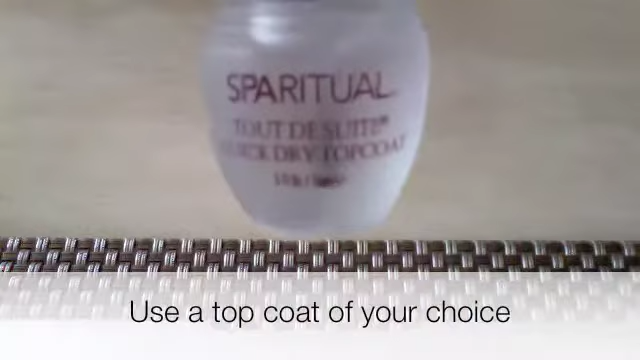 SPARITUAL
TOUT DE SUITE®
QUICK DRY TOPCOAT
Use a top coat of your choice